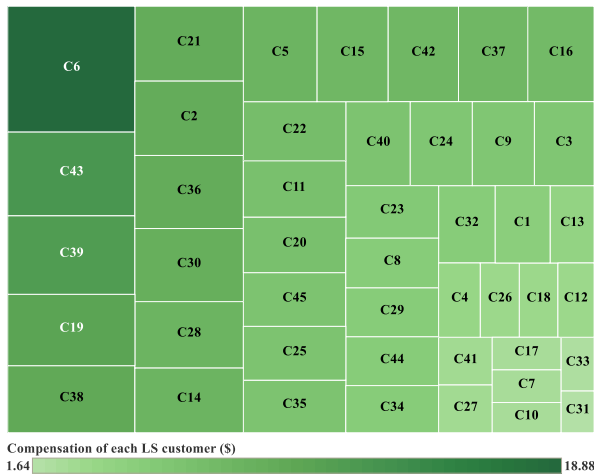 C6
C43
C39
C19
C38
C21
C2
C36
C30
C28
C14
C5
C15
C42
C37
C16
C22
C11
C20
C45
C25
C35
C40
C24
C9
C3
C23
C8
C29
C44
C34
C32
C1
C13
C4
C26
C18
C12
C41
C27
C17
C7
C10
C33
C31
Compensation of each LS customer ($)
1.64 18.88